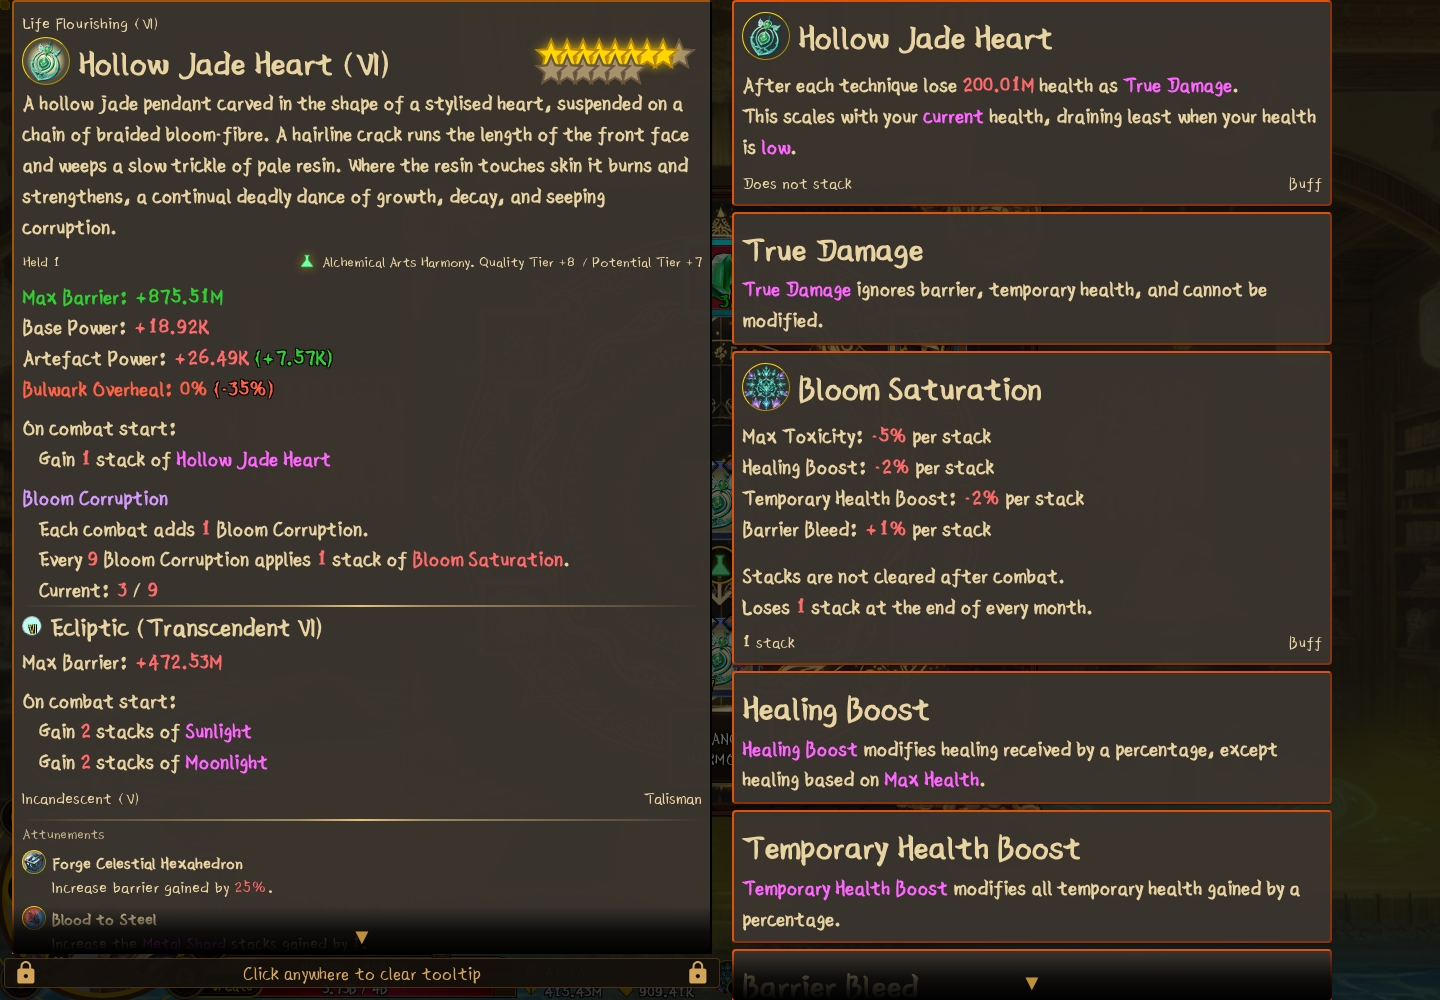 Life Flourishing (VI)
Hollow Jade Heart (VI)
A hollow jade pendant carved in the shape of a stylised heart, suspended on a
chain of braided bloom-fibre. A hairline crack runs the length of the front face
and weeps a slow trickle of pale resin. Where the resin touches skin it burns and
strengthens, a continual deadly dance of growth, decay, and seeping
corruption.
Held 1
Alchemical Arts Harmony. Quality Tier +8 / Potential Tier +7
Max Barrier: +875.51M
Base Power: +18.92K
Artefact Power: +26.49K (+7.57K)
Bulwark Overheal: 0% (-35%)
On combat start:
Gain 1 stack of Hollow Jade Heart
Bloom Corruption
Each combat adds 1 Bloom Corruption.
Every 9 Bloom Corruption applies 1 stack of Bloom Saturation.
Current: 3 / 9
VI
Ecliptic (Transcendent VI)
Max Barrier: +472.53M
On combat start:
Gain 2 stacks of Sunlight
Gain 2 stacks of Moonlight
Incandescent (V)
Talisman
Attunements
Forge Celestial Hexahedron
Increase barrier gained by 25%.
Blood to Steel
Increase the Metal Shard stacks gained by
Click anywhere to clear tooltip
415.43M
909.41K
Hollow Jade Heart
After each technique lose 200.01M health as True Damage.
This scales with your current health, draining least when your health
is low.
Does not stack
Buff
True Damage
True Damage ignores barrier, temporary health, and cannot be
modified.
Bloom Saturation
Max Toxicity: -5% per stack
Healing Boost: -2% per stack
Temporary Health Boost: -2% per stack
Barrier Bleed: +1% per stack
Stacks are not cleared after combat.
Loses 1 stack at the end of every month.
1 stack
Buff
Healing Boost
Healing Boost modifies healing received by a percentage, except
healing based on Max Health.
Temporary Health Boost
Temporary Health Boost modifies all temporary health gained by a
percentage.
Barrier Bleed